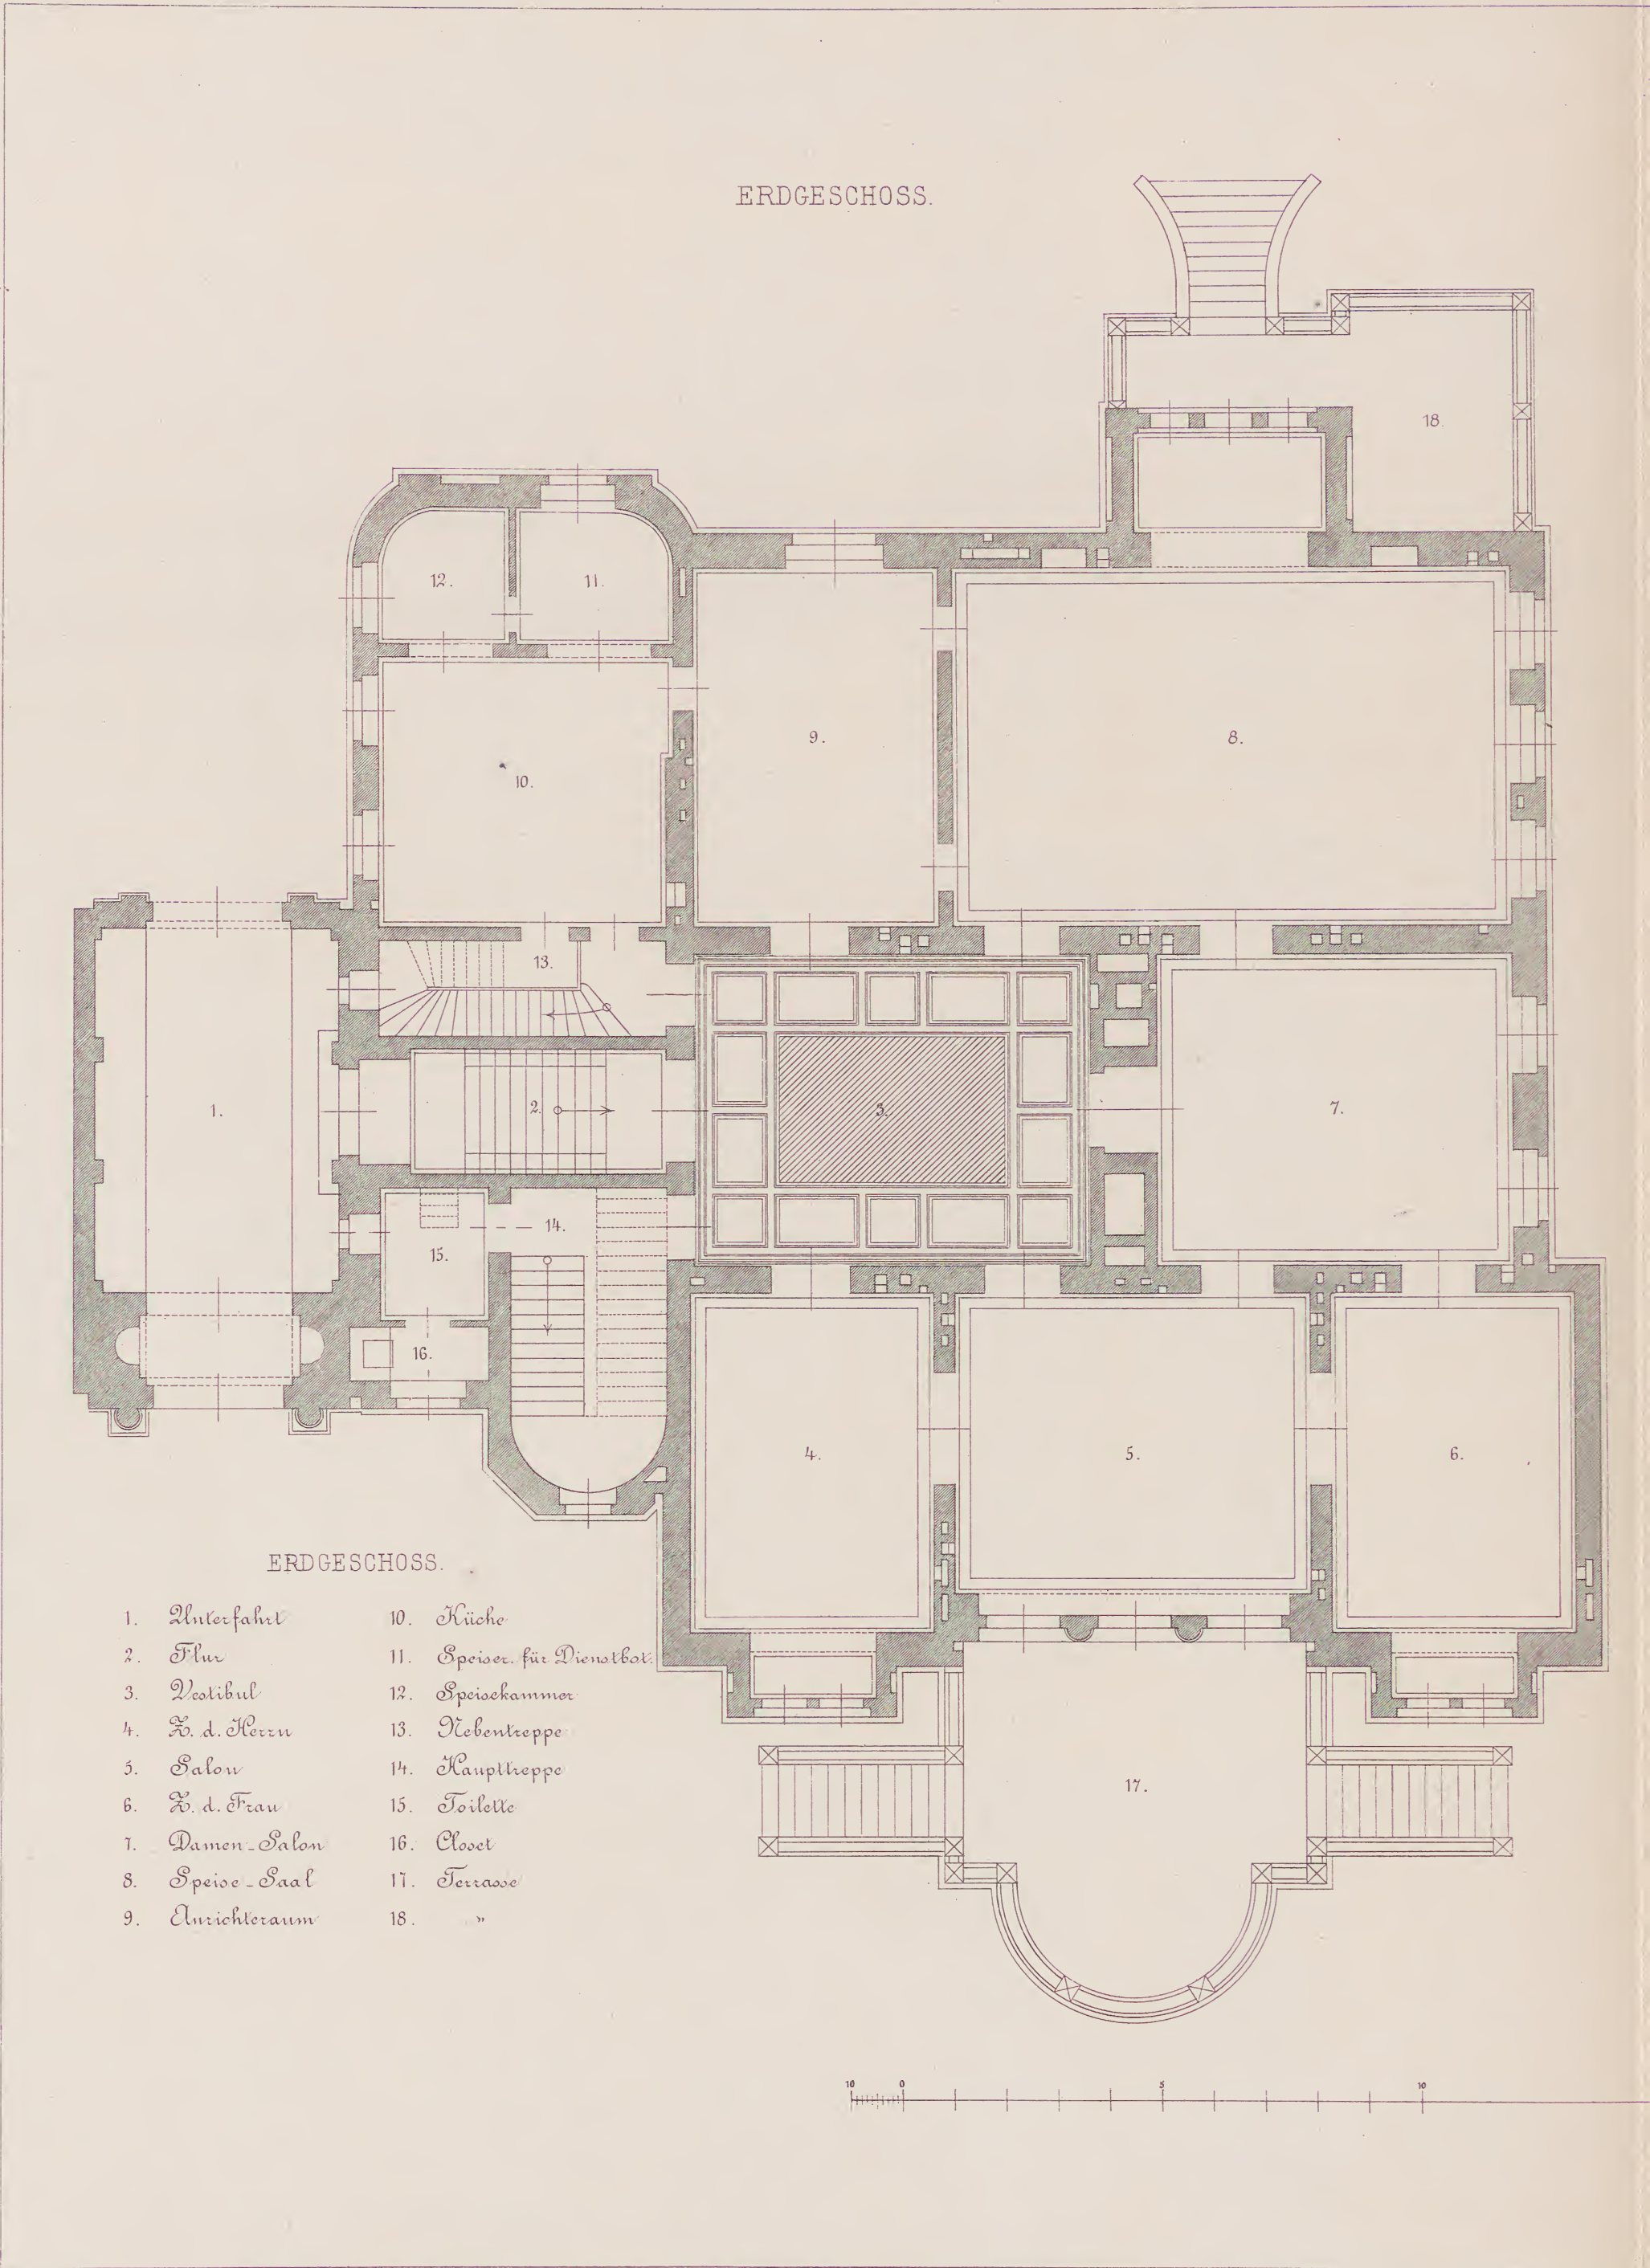 ERDGESCHOSS.
18.
12.
11.
9.
8.
10.
13.
1.
2.
3.
7.
14.
15.
16.
4.
5.
6.
ERDGESCHOSS.
1. Unterfahrt
2. Flur
3. Vestibul
4. Z. d. Herrn
5. Salon
6. Z. d. Frau
7. Damen-Salon
8. Speise-Saal
9. Anrichteraum
10. Küche
11. Speisez. für Dienstbot.
12. Speisekammer
13. Nebentreppe
14. Haupttreppe
15. Toilette
16. Closet
17. Terrasse
18. "
17.
10 0 5 10